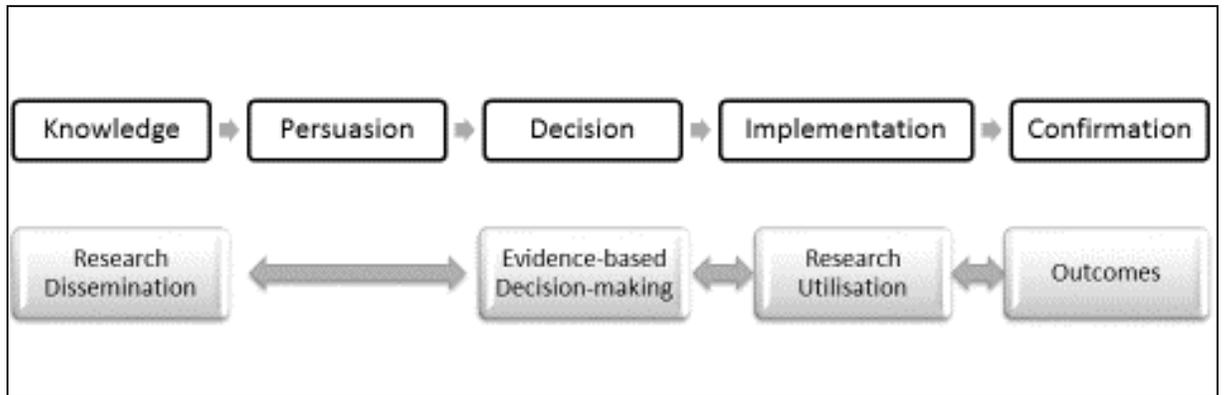 Knowledge
Persuasion
Decision
Implementation
Confirmation
Research
Dissemination
Evidence-based
Decision-making
Research
Utilisation
Outcomes